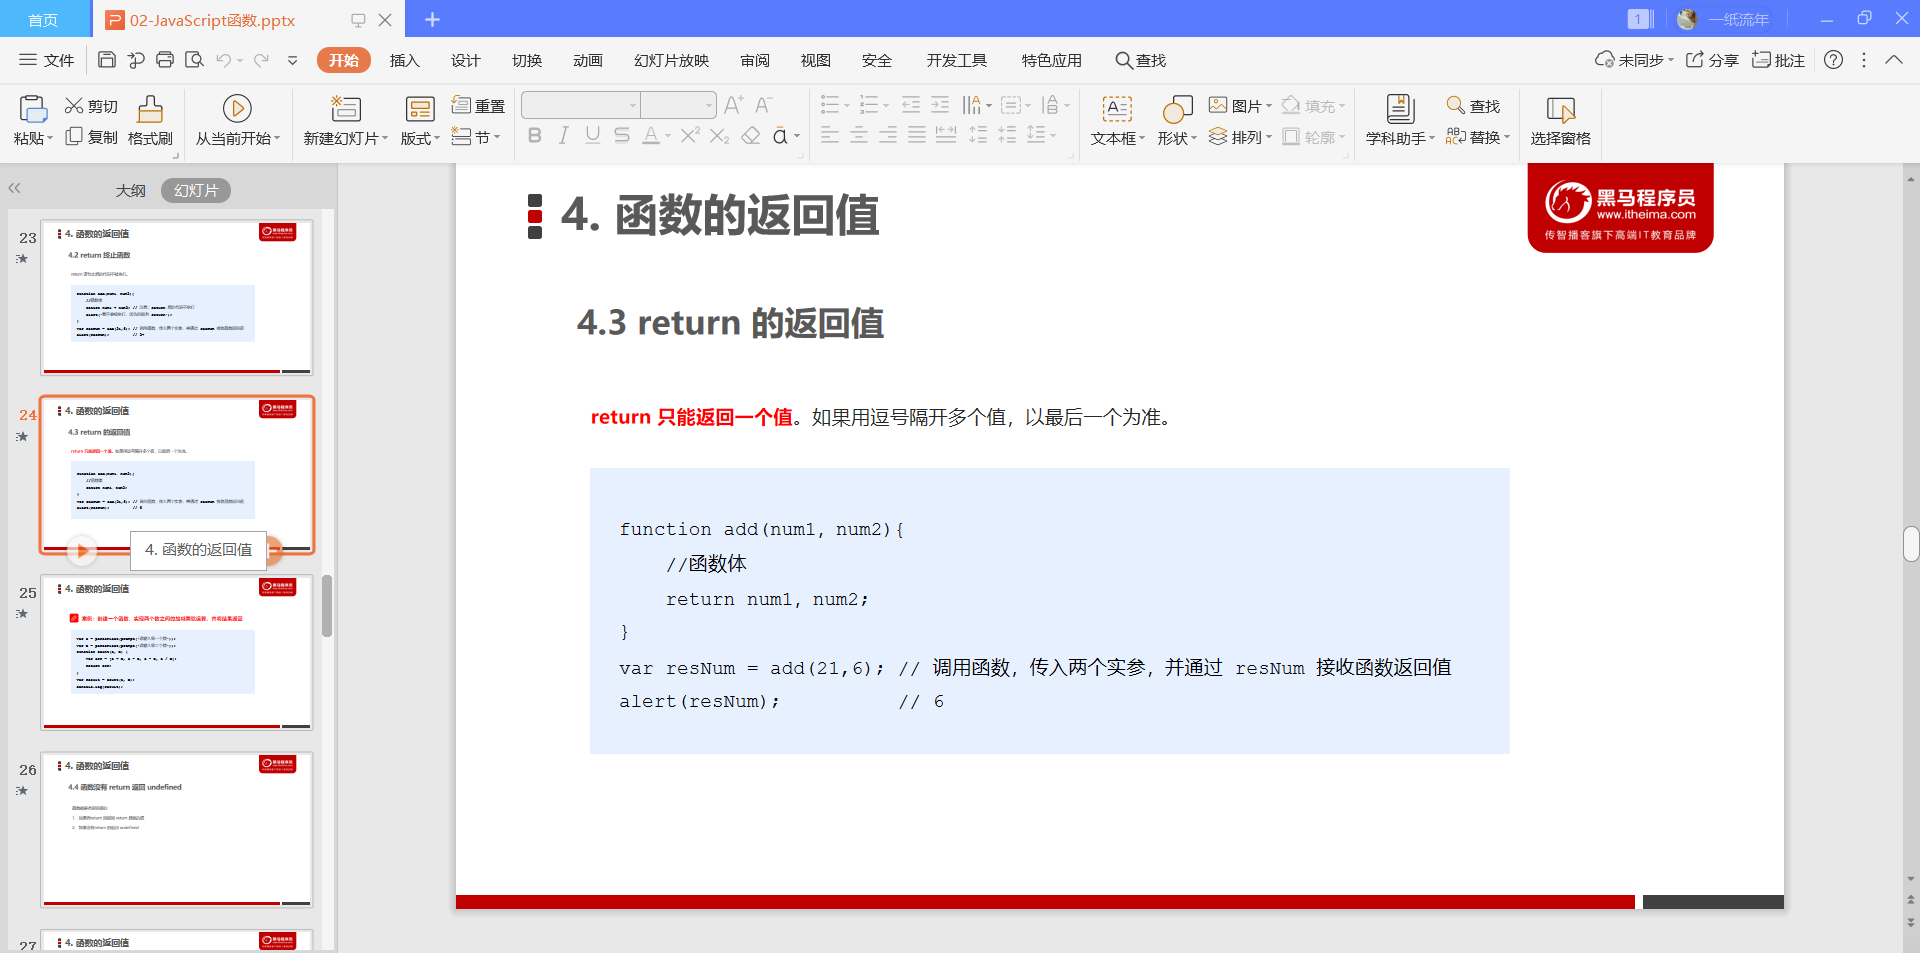 首页
02-JavaScript函数.pptx
1
一纸流年
文件
开始
插入
设计
切换
动画
幻灯片放映
审阅
视图
安全
开发工具
特色应用
查找
未同步
分享
批注
粘贴
剪切
复制
格式刷
从当前开始
新建幻灯片
版式
重置
节
文本框
形状
图片
排列
填充
轮廓
学科助手
查找
替换
选择窗格
大纲
幻灯片
23
4. 函数的返回值
4.2 return 终止函数
24
4. 函数的返回值
4.3 return 的返回值
4. 函数的返回值
25
4. 函数的返回值
26
4. 函数的返回值
4.4 函数没有 return 返回 undefined
27
4. 函数的返回值
4. 函数的返回值
黑马程序员
www.itheima.com
传智播客旗下高端IT教育品牌
4.3 return 的返回值
return 只能返回一个值。如果用逗号隔开多个值，以最后一个为准。
function add(num1, num2){
//函数体
return num1, num2;
}
var resNum = add(21,6); // 调用函数，传入两个实参，并通过 resNum 接收函数返回值
alert(resNum); // 6